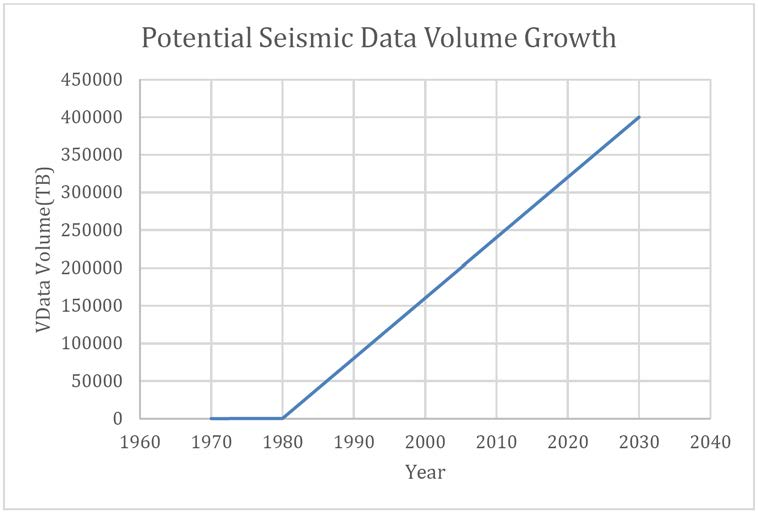 Potential Seismic Data Volume Growth
450000
400000
350000
300000
250000
200000
150000
100000
50000
0
VData Volume(TB)
1960 1970 1980 1990 2000 2010 2020 2030 2040
Year